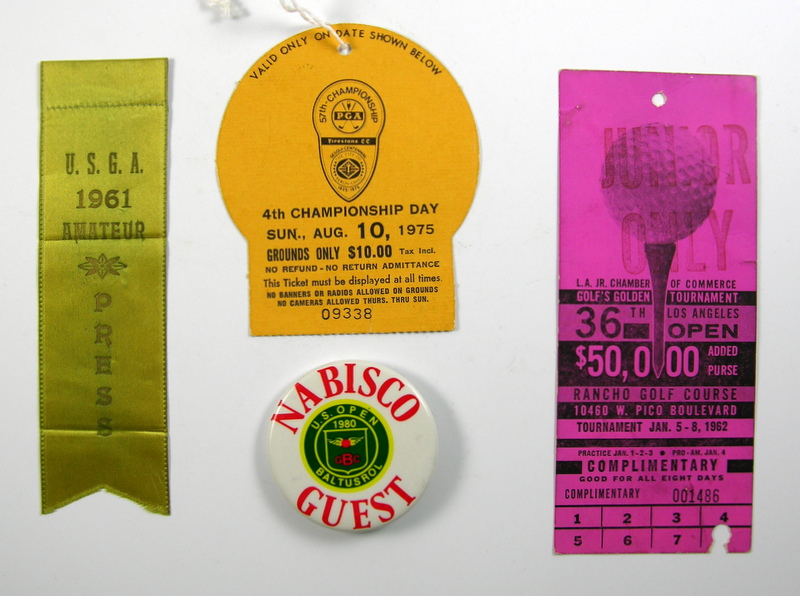 U. S. G. A.
1961
AMATEUR
PRESS
VALID ONLY ON DATE SHOWN BELOW
57th CHAMPIONSHIP
PGA
Firestone CC
4th CHAMPIONSHIP DAY
SUN., AUG. 10, 1975
GROUNDS ONLY $10.00 Tax Incl.
NO REFUND - NO RETURN ADMITTANCE
This Ticket must be displayed at all times.
NO BANNERS OR RADIOS ALLOWED ON GROUNDS
NO CAMERAS ALLOWED THURS. THRU SUN.
09338
NABISCO
U.S. OPEN
1980
GBC
BALTUSROL
GUEST
JUNIOR
ONLY
L.A. JR. CHAMBER OF COMMERCE
GOLF'S GOLDEN TOURNAMENT
36TH LOS ANGELES
OPEN
$50,000 ADDED
PURSE
RANCHO GOLF COURSE
10460 W. PICO BOULEVARD
TOURNAMENT JAN. 5-8, 1962
PRACTICE JAN. 1-2-3 • PRO-AM, JAN. 4
COMPLIMENTARY
GOOD FOR ALL EIGHT DAYS
COMPLIMENTARY 001486
1 2 3 4
5 6 7